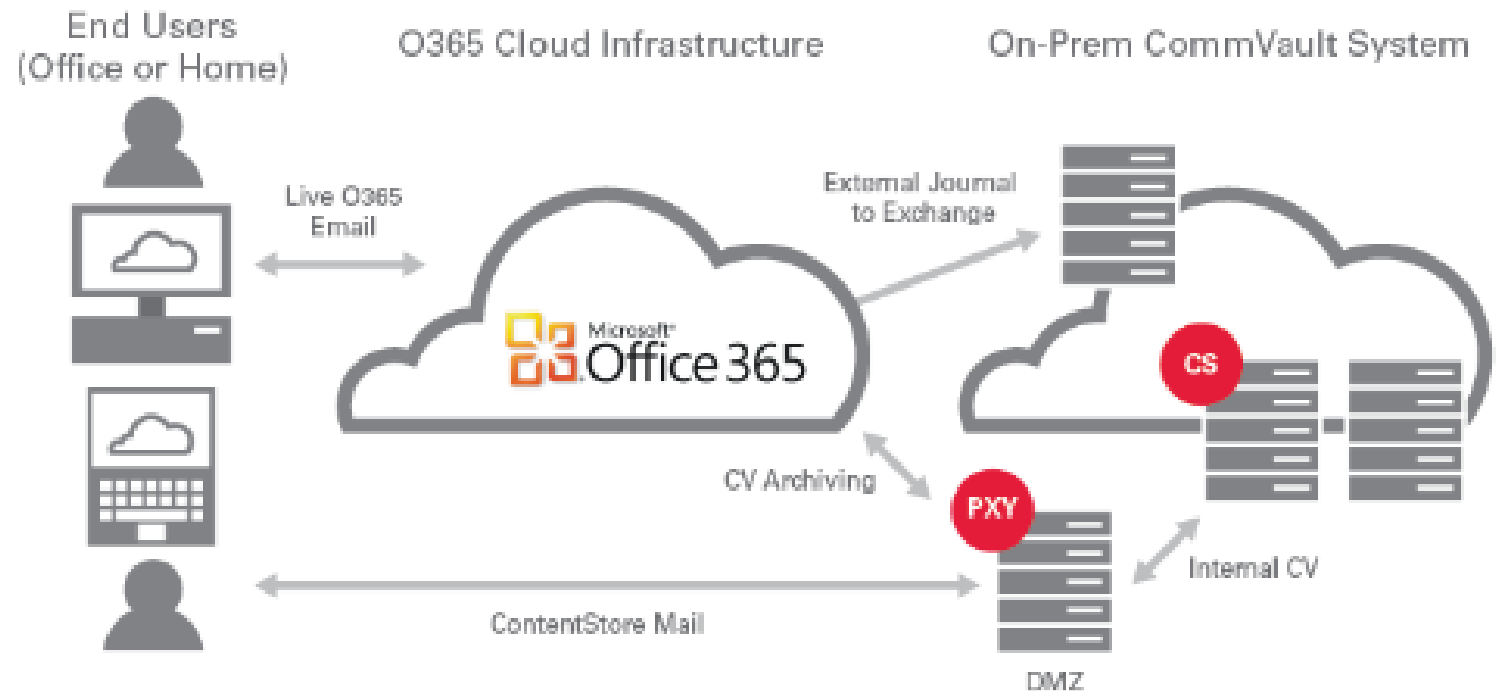 End Users
(Office or Home)
O365 Cloud Infrastructure
On-Prem CommVault System
Live O365
Email
External Journal
to Exchange
Microsoft®
Office 365
CS
CV Archiving
PXY
Internal CV
ContentStore Mail
DMZ